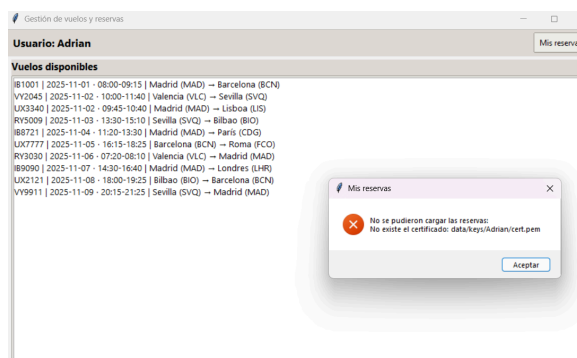 Gestión de vuelos y reservas
Usuario: Adrian
Mis reserva
Vuelos disponibles
IB1001 | 2025-11-01 · 08:00-09:15 | Madrid (MAD) → Barcelona (BCN)
VY2045 | 2025-11-02 · 10:00-11:40 | Valencia (VLC) → Sevilla (SVQ)
UX3340 | 2025-11-02 · 09:45-10:40 | Madrid (MAD) → Lisboa (LIS)
RY5009 | 2025-11-03 · 13:30-15:10 | Sevilla (SVQ) → Bilbao (BIO)
IB8721 | 2025-11-04 · 11:20-13:30 | Madrid (MAD) → París (CDG)
UX7777 | 2025-11-05 · 16:15-18:25 | Barcelona (BCN) → Roma (FCO)
RY3030 | 2025-11-06 · 07:20-08:10 | Valencia (VLC) → Madrid (MAD)
IB9090 | 2025-11-07 · 14:30-16:40 | Madrid (MAD) → Londres (LHR)
UX2121 | 2025-11-08 · 18:00-19:25 | Bilbao (BIO) → Barcelona (BCN)
VY9911 | 2025-11-09 · 20:15-21:25 | Sevilla (SVQ) → Madrid (MAD)
Mis reservas
No se pudieron cargar las reservas:
No existe el certificado: data/keys/Adrian/cert.pem
Aceptar